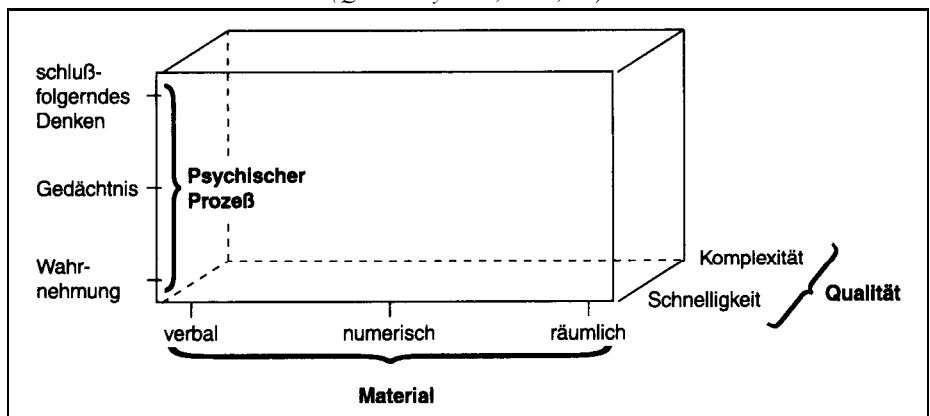 schluß-
folgerndes
Denken
Gedächtnis
Psychischer
Prozeß
Wahr-
nehmung
Komplexität
Schnelligkeit
Qualität
verbal numerisch räumlich
Material